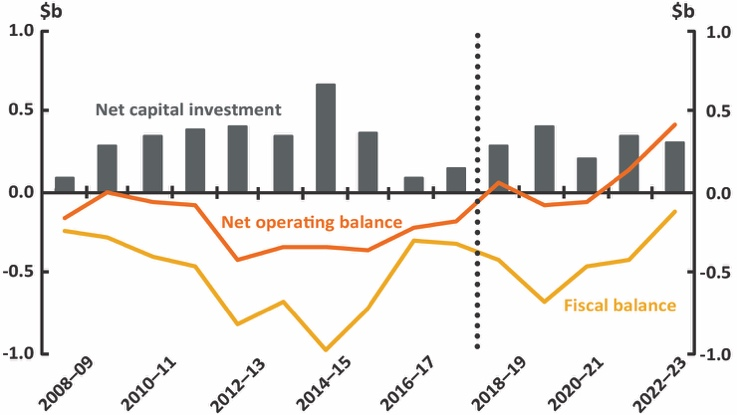 $b $b
1.0 1.0
Net capital investment
0.5 0.5
0.0 0.0
Net operating balance
-0.5 -0.5
Fiscal balance
-1.0 -1.0
2008–09 2010–11 2012–13 2014–15 2016–17 2018–19 2020–21 2022–23